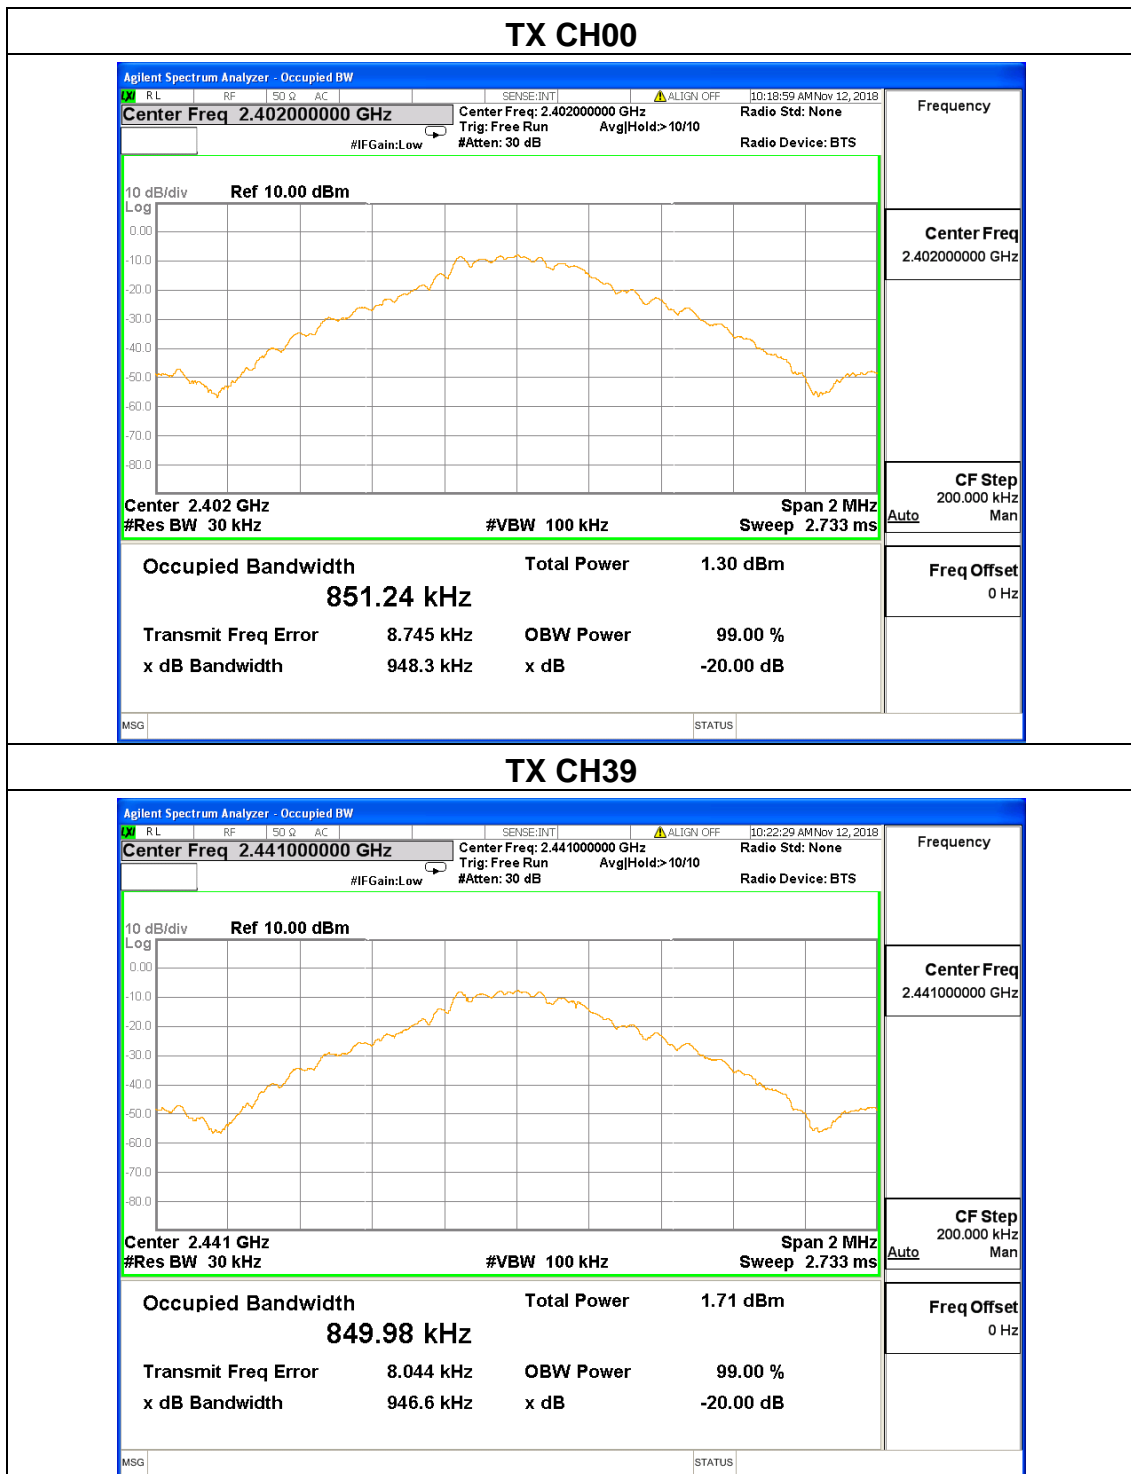 TX CH00
Agilent Spectrum Analyzer - Occupied BW
LXI RL RF 50 Ω AC SENSE:INT ALIGN OFF 10:18:59 AM Nov 12, 2018
Center Freq 2.402000000 GHz
Center Freq: 2.402000000 GHz
Radio Std: None
Trig: Free Run Avg|Hold:> 10/10
#IFGain:Low #Atten: 30 dB Radio Device: BTS
Frequency
10 dB/div Ref 10.00 dBm
Log
0.00
-10.0
-20.0
-30.0
-40.0
-50.0
-60.0
-70.0
-80.0
Center Freq
2.402000000 GHz
Center 2.402 GHz Span 2 MHz
#Res BW 30 kHz #VBW 100 kHz Sweep 2.733 ms
CF Step
200.000 kHz
Auto Man
Occupied Bandwidth Total Power 1.30 dBm
851.24 kHz
Transmit Freq Error 8.745 kHz OBW Power 99.00 %
x dB Bandwidth 948.3 kHz x dB -20.00 dB
Freq Offset
0 Hz
MSG STATUS
TX CH39
Agilent Spectrum Analyzer - Occupied BW
LXI RL RF 50 Ω AC SENSE:INT ALIGN OFF 10:22:29 AM Nov 12, 2018
Center Freq 2.441000000 GHz
Center Freq: 2.441000000 GHz
Radio Std: None
Trig: Free Run Avg|Hold:> 10/10
#IFGain:Low #Atten: 30 dB Radio Device: BTS
Frequency
10 dB/div Ref 10.00 dBm
Log
0.00
-10.0
-20.0
-30.0
-40.0
-50.0
-60.0
-70.0
-80.0
Center Freq
2.441000000 GHz
Center 2.441 GHz Span 2 MHz
#Res BW 30 kHz #VBW 100 kHz Sweep 2.733 ms
CF Step
200.000 kHz
Auto Man
Occupied Bandwidth Total Power 1.71 dBm
849.98 kHz
Transmit Freq Error 8.044 kHz OBW Power 99.00 %
x dB Bandwidth 946.6 kHz x dB -20.00 dB
Freq Offset
0 Hz
MSG STATUS